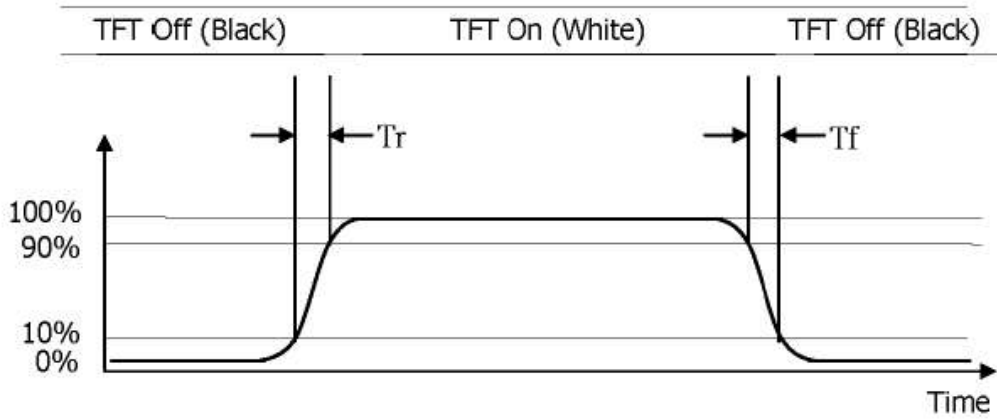 TFT Off (Black) TFT On (White) TFT Off (Black)
Tr Tf
100%
90%
10%
0%
Time